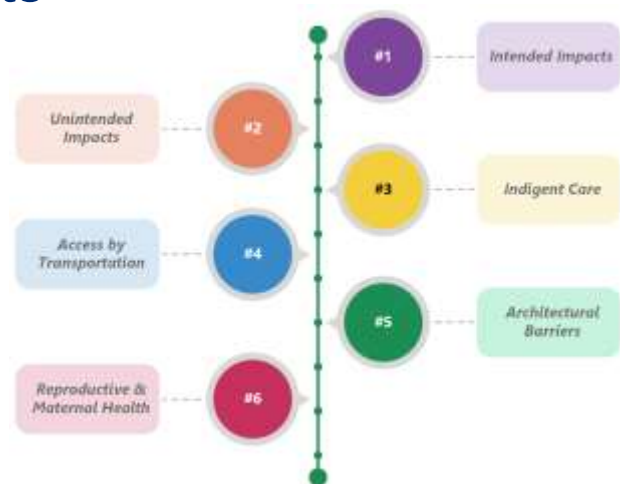 #1
Intended Impacts
Unintended
Impacts
#2
#3
Indigent Care
Access by
Transportation
#4
#5
Architectural
Barriers
Reproductive &
Maternal Health
#6